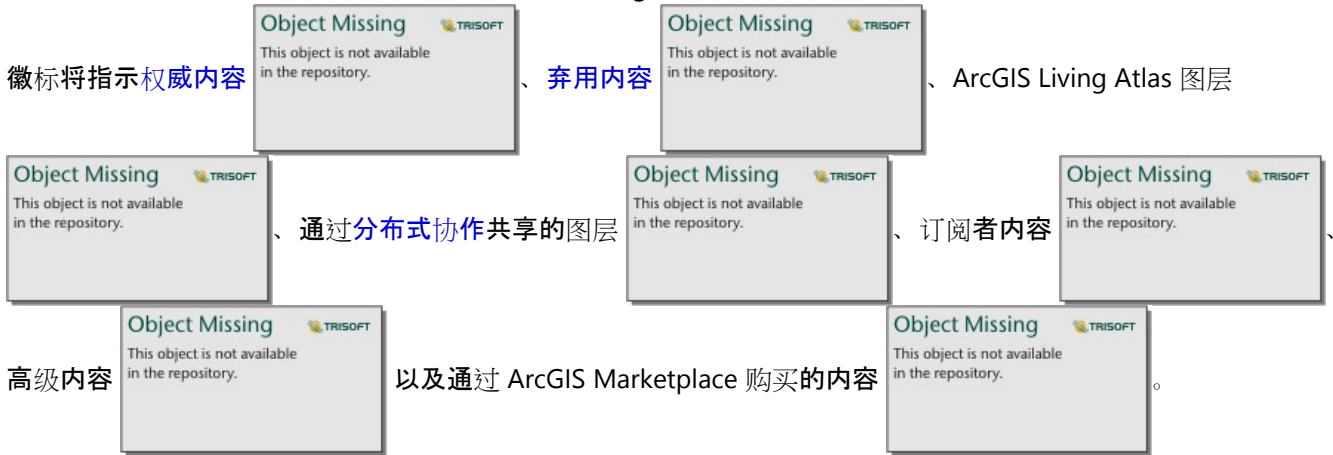 徽标将指示权威内容 Object Missing TRISOFT This object is not available in the repository. 、弃用内容 Object Missing TRISOFT This object is not available in the repository. 、ArcGIS Living Atlas 图层
Object Missing TRISOFT This object is not available in the repository. 、通过分布式协作共享的图层 Object Missing TRISOFT This object is not available in the repository. 、订阅者内容 Object Missing TRISOFT This object is not available in the repository. 、
高级内容 Object Missing TRISOFT This object is not available in the repository. 以及通过 ArcGIS Marketplace 购买的内容 Object Missing TRISOFT This object is not available in the repository. 。